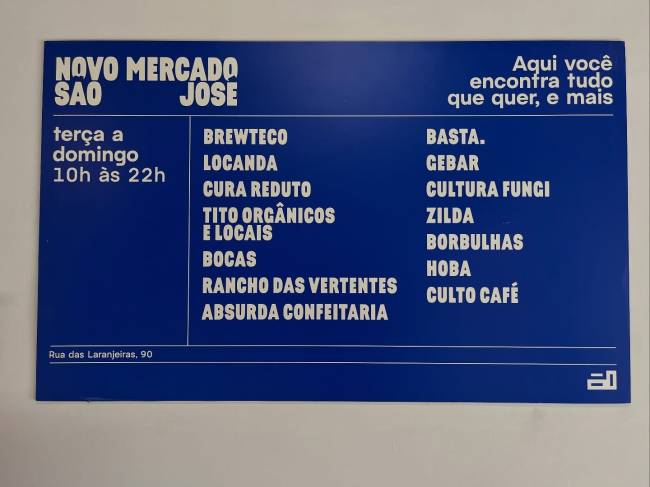 NOVO MERCADO
SÃO JOSÉ
Aqui você
encontra tudo
que quer, e mais
terça a
domingo
10h às 22h
BREWTECO
LOCANDA
CURA REDUTO
TITO ORGÂNICOS
E LOCAIS
BOCAS
RANCHO DAS VERTENTES
ABSURDA CONFEITARIA
BASTA.
GEBAR
CULTURA FUNGI
ZILDA
BORBULHAS
HOBA
CULTO CAFÉ
Rua das Laranjeiras, 90